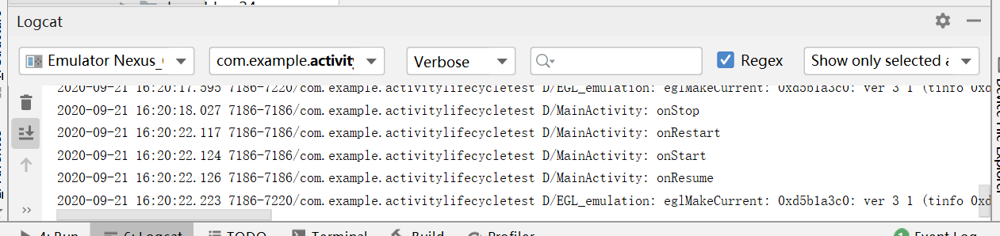 Logcat
Emulator Nexus_ com.example.activity Verbose Regex Show only selected a
2020-09-21 16:20:17.595 7186-7220/com.example.activitylifecycletest D/EGL_emulation: eglMakeCurrent: 0xd5b1a3c0: ver 3 1 (tinfo 0xd
2020-09-21 16:20:18.027 7186-7186/com.example.activitylifecycletest D/MainActivity: onStop
2020-09-21 16:20:22.117 7186-7186/com.example.activitylifecycletest D/MainActivity: onRestart
2020-09-21 16:20:22.124 7186-7186/com.example.activitylifecycletest D/MainActivity: onStart
2020-09-21 16:20:22.126 7186-7186/com.example.activitylifecycletest D/MainActivity: onResume
2020-09-21 16:20:22.223 7186-7220/com.example.activitylifecycletest D/EGL_emulation: eglMakeCurrent: 0xd5b1a3c0: ver 3 1 (tinfo 0xd
4: Run 6: Logcat TODO Terminal Build Profiler 1 Event Log
Device File Explorer